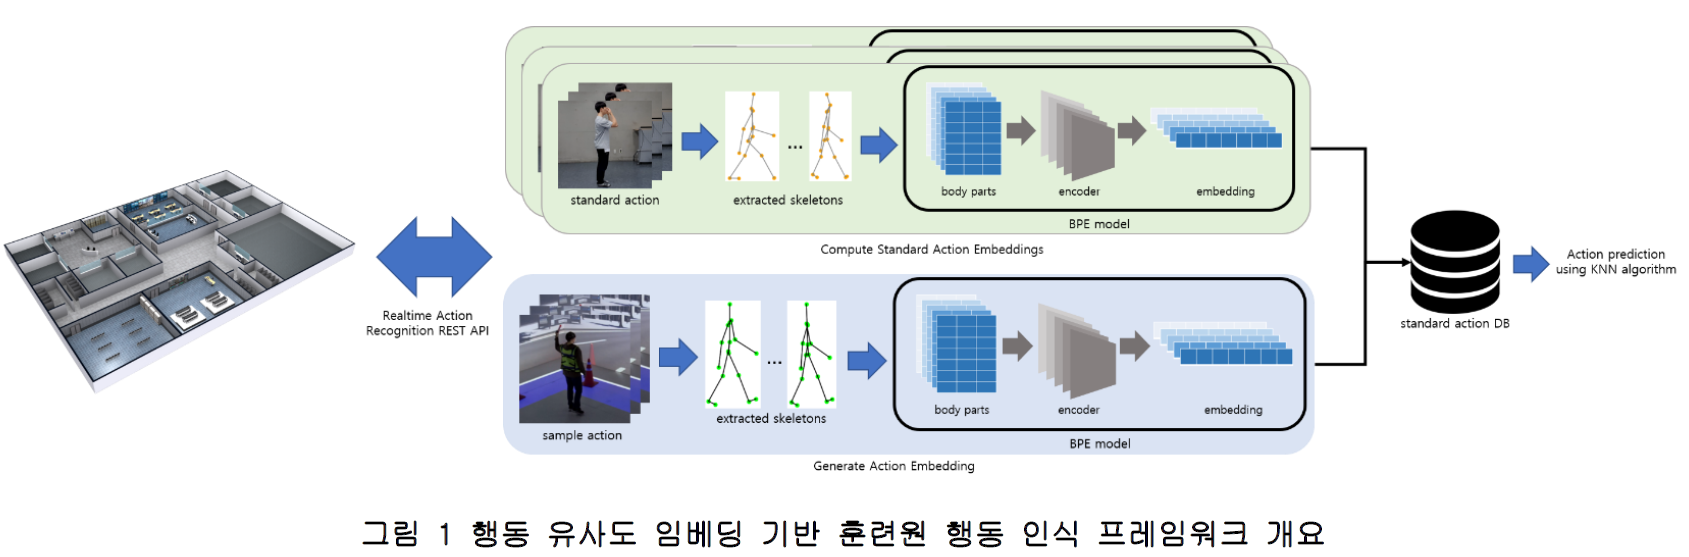 standard action
...
extracted skeletons
body parts
encoder
embedding
BPE model
Compute Standard Action Embeddings
Realtime Action
Recognition REST API
sample action
...
extracted skeletons
body parts
encoder
embedding
BPE model
Generate Action Embedding
standard action DB
Action prediction
using KNN algorithm
그림 1 행동 유사도 임베딩 기반 훈련원 행동 인식 프레임워크 개요